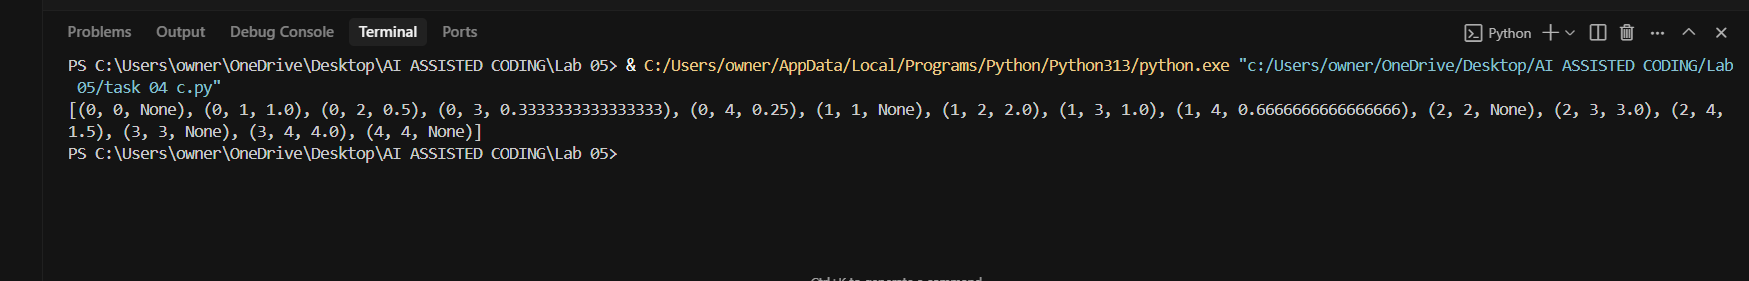 Problems Output Debug Console Terminal Ports Python
PS C:\Users\owner\OneDrive\Desktop\AI ASSISTED CODING\Lab 05> & C:/Users/owner/AppData/Local/Programs/Python/Python313/python.exe "c:/Users/owner/OneDrive/Desktop/AI ASSISTED CODING/Lab
05/task 04 c.py"
[(0, 0, None), (0, 1, 1.0), (0, 2, 0.5), (0, 3, 0.3333333333333333), (0, 4, 0.25), (1, 1, None), (1, 2, 2.0), (1, 3, 1.0), (1, 4, 0.6666666666666666), (2, 2, None), (2, 3, 3.0), (2, 4,
1.5), (3, 3, None), (3, 4, 4.0), (4, 4, None)]
PS C:\Users\owner\OneDrive\Desktop\AI ASSISTED CODING\Lab 05>
Ctrl+K to generate a command